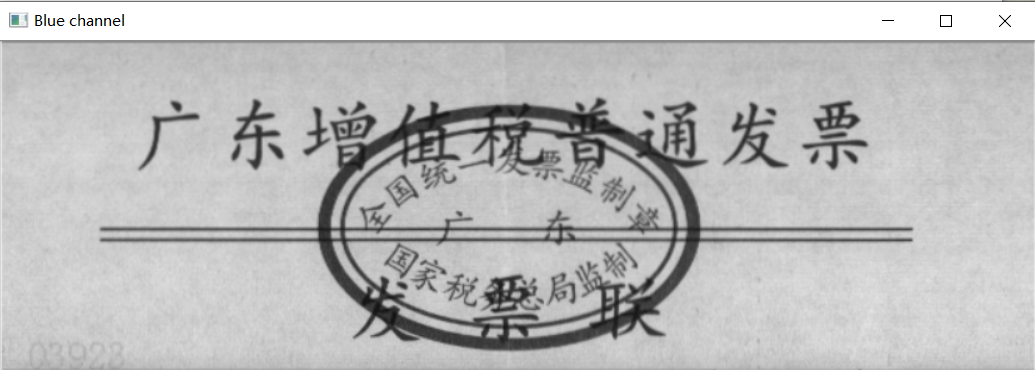 Blue channel
广东增值税普通发票
全国统一发票监制章
广东
国家税务总局监制
发票联
03923